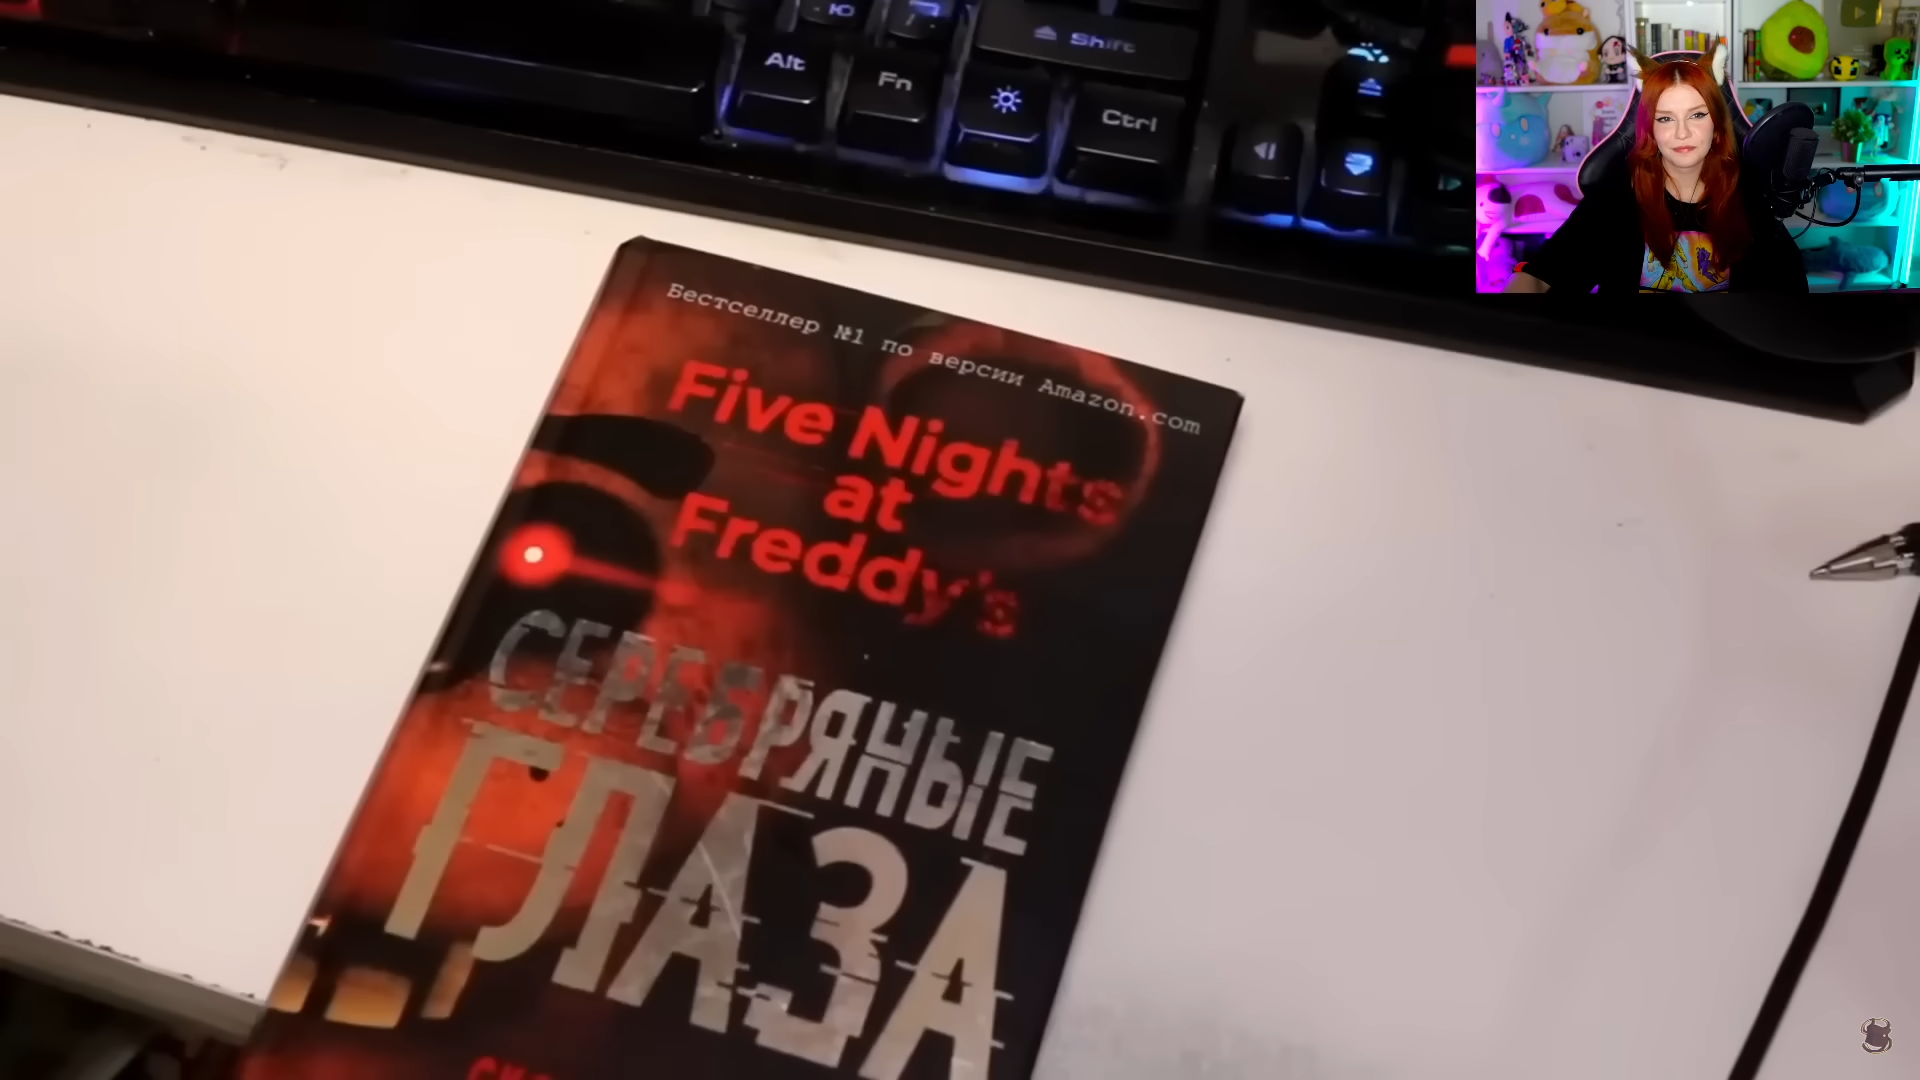 Ю
Alt
Fn
Shift
Ctrl
Бестселлер №1 по версии Amazon.com
Five Nights
at
Freddy's
СЕРЕБРЯНЫЕ
ГЛАЗА